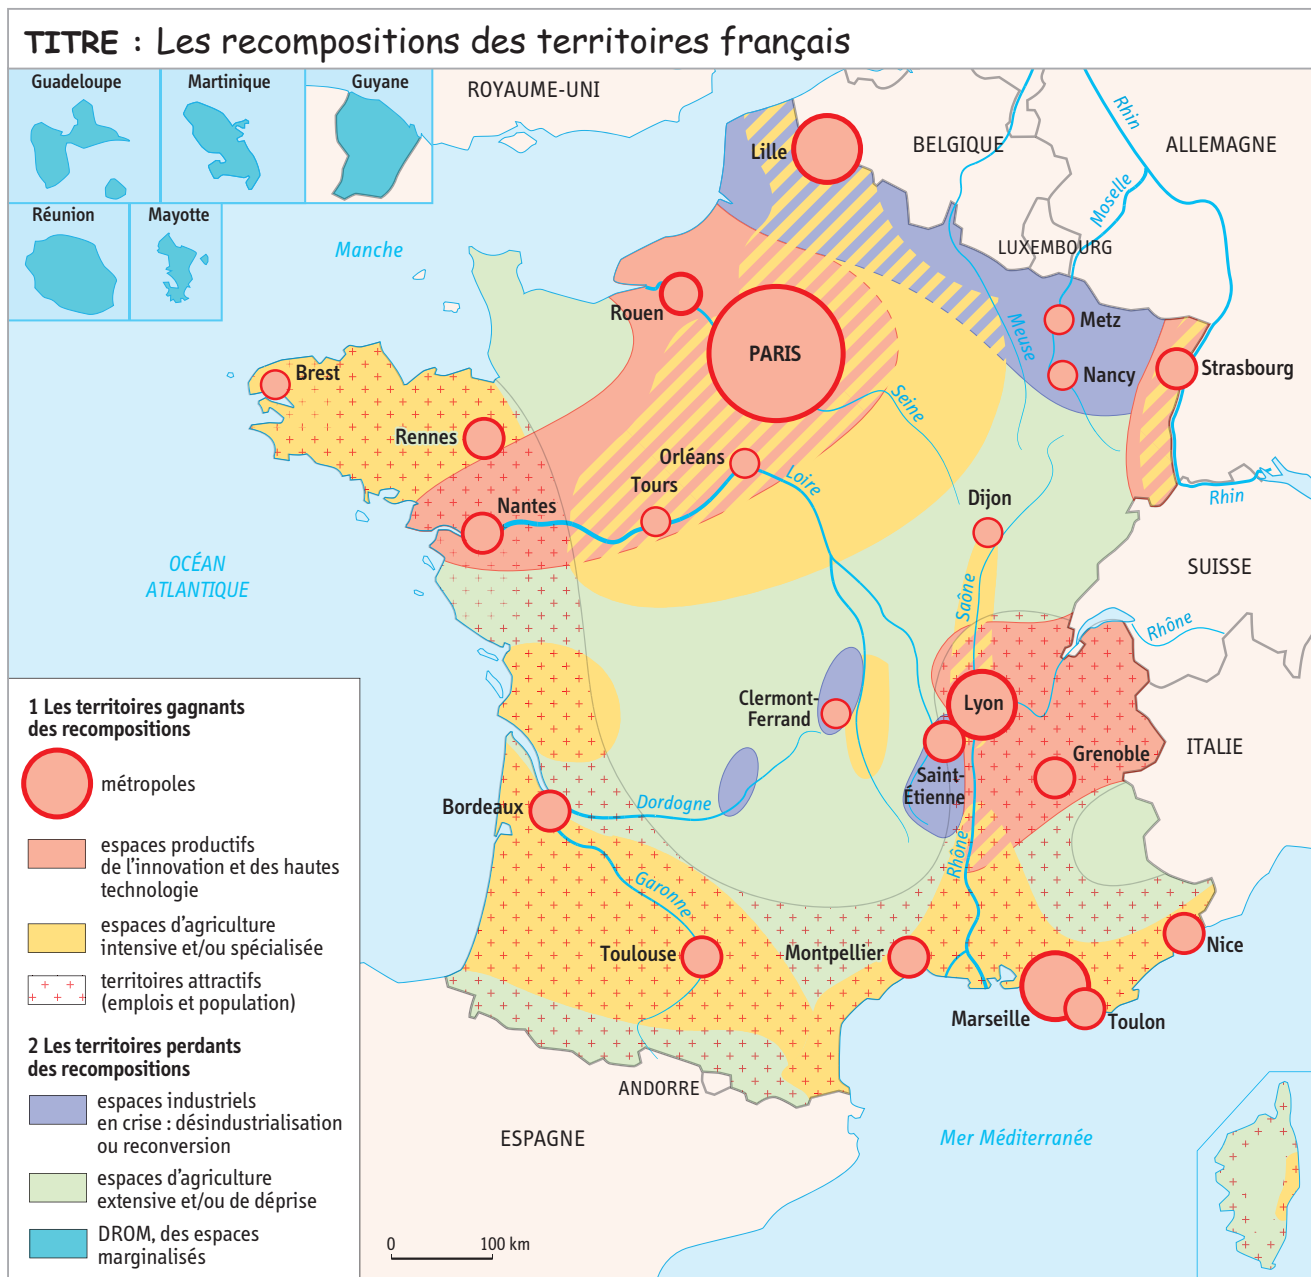 TITRE : Les recompositions des territoires français
Guadeloupe
Martinique
Guyane
Réunion
Mayotte
ROYAUME-UNI
BELGIQUE
ALLEMAGNE
LUXEMBOURG
SUISSE
ITALIE
ANDORRE
ESPAGNE
Manche
OCÉAN
ATLANTIQUE
Mer Méditerranée
Rhin
Moselle
Meuse
Seine
Loire
Rhin
Saône
Rhône
Dordogne
Garonne
Rhône
Lille
Rouen
PARIS
Metz
Nancy
Strasbourg
Brest
Rennes
Orléans
Tours
Nantes
Dijon
Clermont-
Ferrand
Lyon
Saint-
Étienne
Grenoble
Bordeaux
Toulouse
Montpellier
Nice
Marseille
Toulon
1 Les territoires gagnants
des recompositions
métropoles
espaces productifs
de l'innovation et des hautes
technologie
espaces d'agriculture
intensive et/ou spécialisée
territoires attractifs
(emplois et population)
2 Les territoires perdants
des recompositions
espaces industriels
en crise : désindustrialisation
ou reconversion
espaces d'agriculture
extensive et/ou de déprise
DROM, des espaces
marginalisés
0 100 km